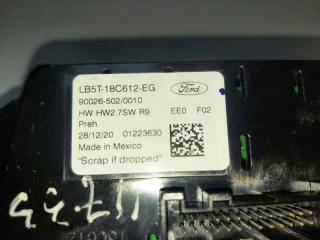 LB5T-18C612-EG
Ford
90026-502/0010
HW HW2.7SW R9
EE0 F02
Preh
28/12/20 01223630
Made in Mexico
"Scrap if dropped"